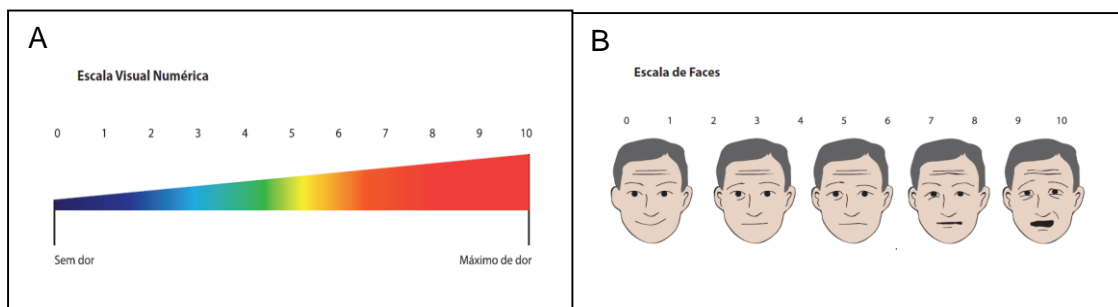 A
Escala Visual Numérica
0 1 2 3 4 5 6 7 8 9 10
Sem dor Máximo de dor
B
Escala de Faces
0 1 2 3 4 5 6 7 8 9 10